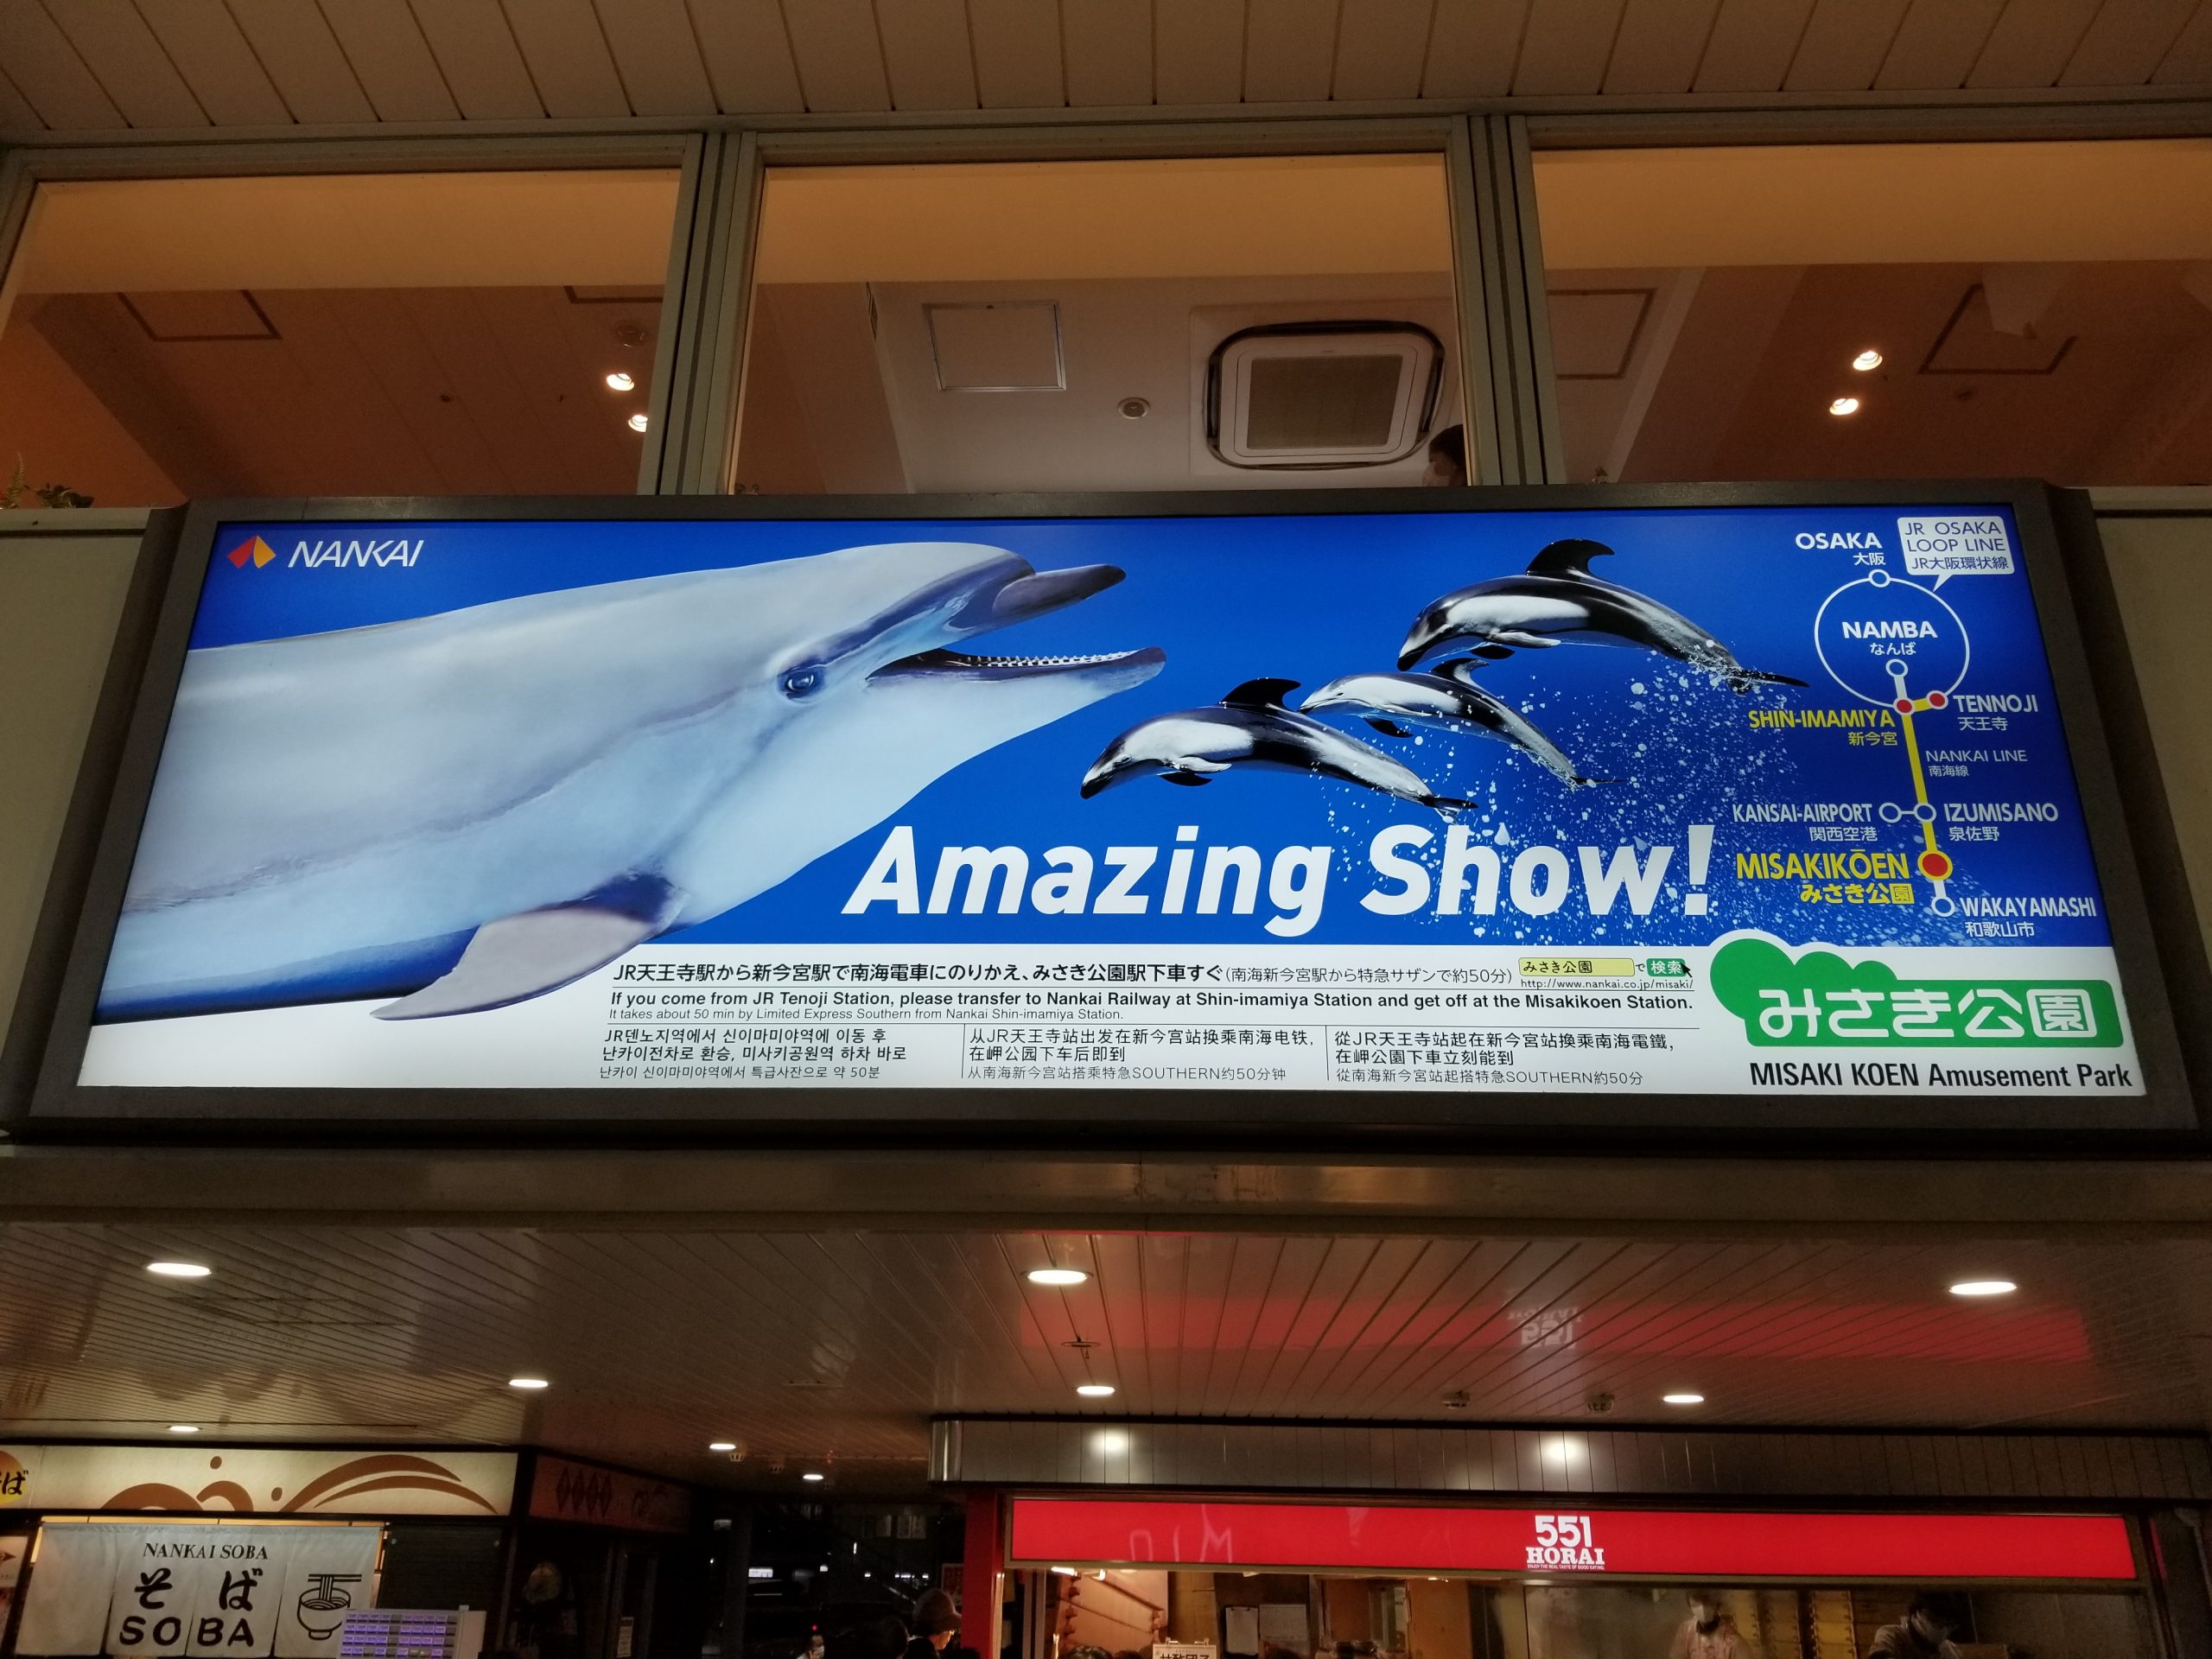 NANKAI
OSAKA
大阪
JR OSAKA
LOOP LINE
JR大阪環状線
NAMBA
なんば
TENNOJI
天王寺
SHIN-IMAMIYA
新今宮
NANKAI LINE
南海線
KANSAI-AIRPORT
関西空港
IZUMISANO
泉佐野
MISAKIKŌEN
みさき公園
WAKAYAMASHI
和歌山市
Amazing Show!
JR天王寺駅から新今宮駅で南海電車にのりかえ、みさき公園駅下車すぐ(南海新今宮駅から特急サザンで約50分)
みさき公園 で 検索
http://www.nankai.co.jp/misaki/
If you come from JR Tenoji Station, please transfer to Nankai Railway at Shin-imamiya Station and get off at the Misakikoen Station.
It takes about 50 min by Limited Express Southern from Nankai Shin-imamiya Station.
JR덴노지역에서 신이마미야역에 이동 후
난카이전차로 환승, 미사키공원역 하차 바로
난카이 신이마미야역에서 특급사잔으로 약 50분
从JR天王寺站出发在新今宫站换乘南海电铁,
在岬公园下车后即到
从南海新今宫站搭乘特急SOUTHERN约50分钟
從JR天王寺站起在新今宮站換乘南海電鐵,
在岬公園下車立刻能到
從南海新今宮站起搭特急SOUTHERN約50分
みさき公園
MISAKI KOEN Amusement Park
ば
NANKAI SOBA
そば
SOBA
551
HORAI